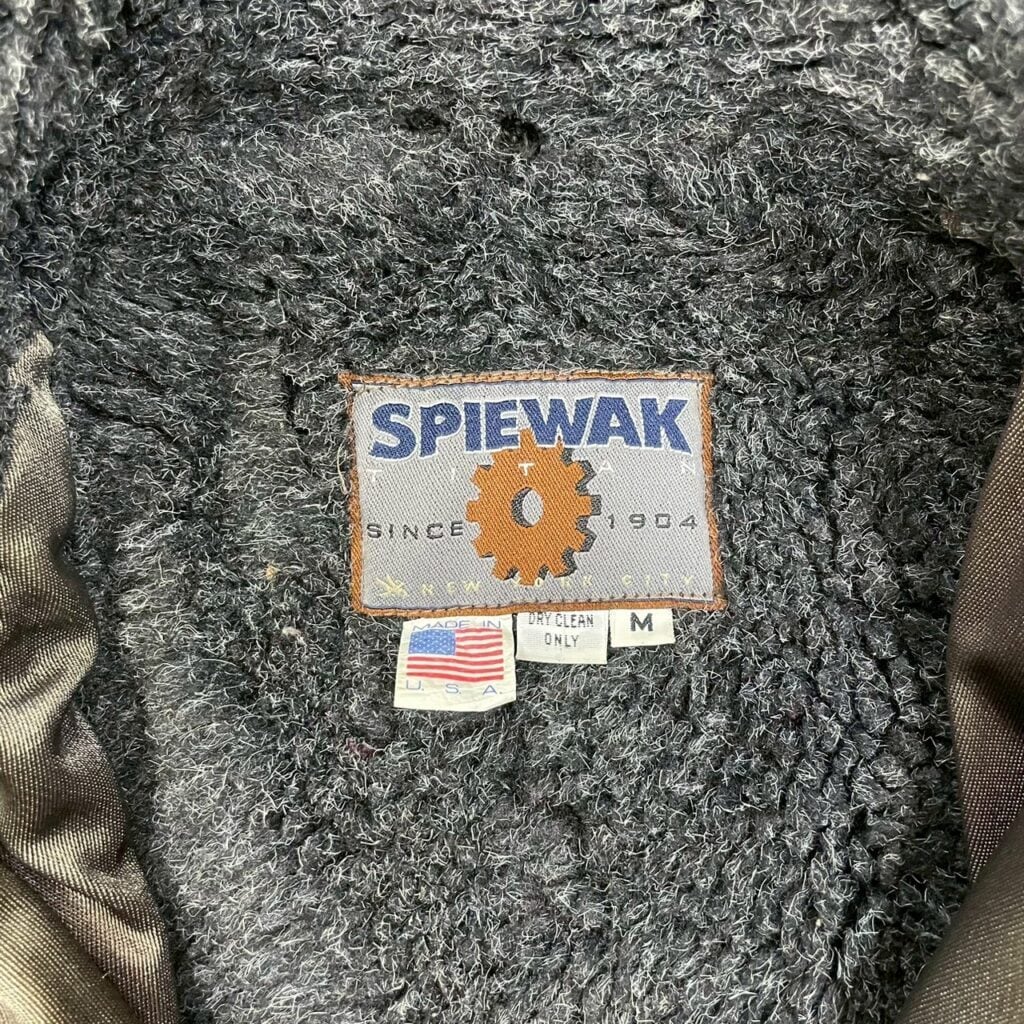 SPIEWAK
TITAN
SINCE 1904
NEW YORK CITY
MADE IN
U. S. A.
DRY CLEAN
ONLY
M